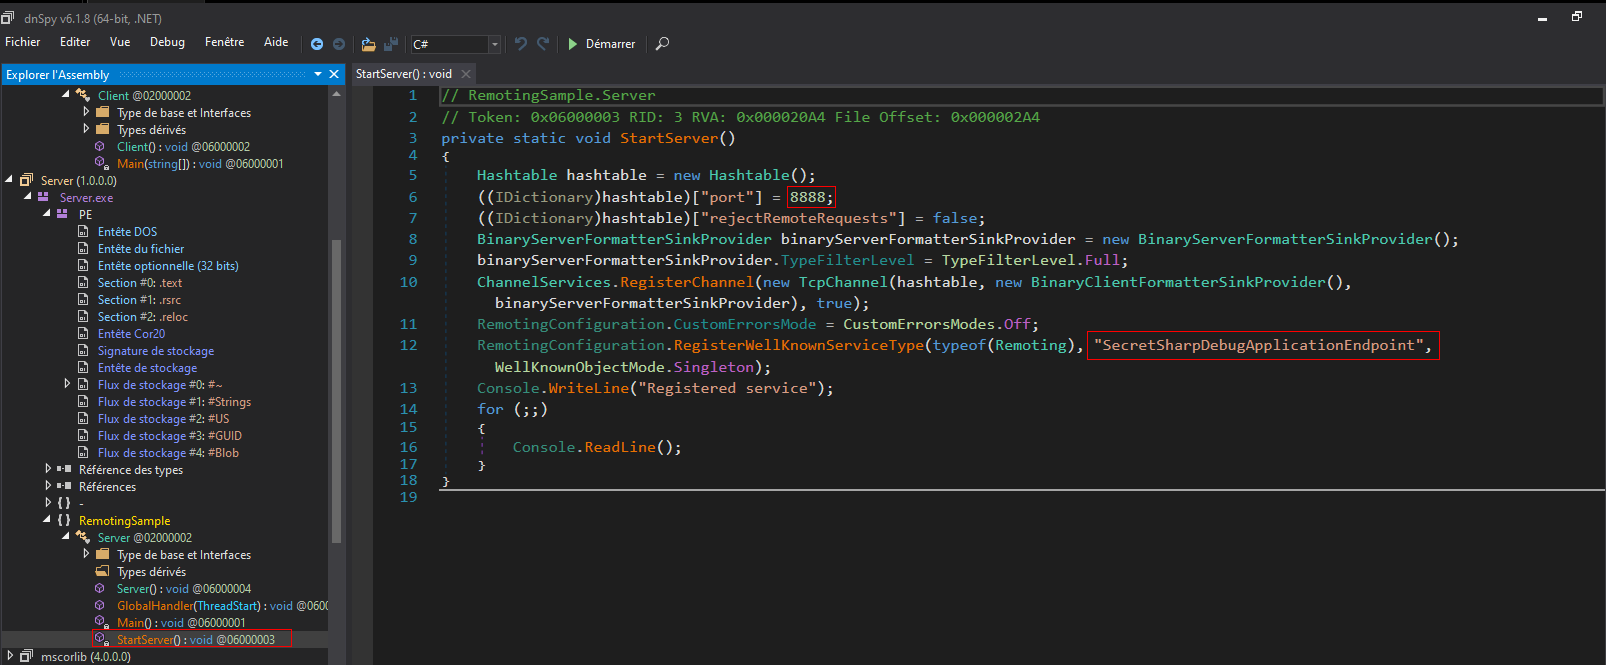 dnSpy v6.1.8 (64-bit, .NET)
Fichier Editer Vue Debug Fenêtre Aide C# Démarrer
Explorer l'Assembly
Client @02000002
Type de base et Interfaces
Types dérivés
Client() : void @06000002
Main(string[]) : void @06000001
Server (1.0.0.0)
Server.exe
PE
Entête DOS
Entête du fichier
Entête optionnelle (32 bits)
Section #0: .text
Section #1: .rsrc
Section #2: .reloc
Entête Cor20
Signature de stockage
Entête de stockage
Flux de stockage #0: #~
Flux de stockage #1: #Strings
Flux de stockage #2: #US
Flux de stockage #3: #GUID
Flux de stockage #4: #Blob
Référence des types
Références
{ } -
{ } RemotingSample
Server @02000002
Type de base et Interfaces
Types dérivés
Server() : void @06000004
GlobalHandler(ThreadStart) : void @0600
Main() : void @06000001
StartServer() : void @06000003
mscorlib (4.0.0.0)
StartServer() : void
1 // RemotingSample.Server
2 // Token: 0x06000003 RID: 3 RVA: 0x000020A4 File Offset: 0x000002A4
3 private static void StartServer()
4 {
5 Hashtable hashtable = new Hashtable();
6 ((IDictionary)hashtable)["port"] = 8888;
7 ((IDictionary)hashtable)["rejectRemoteRequests"] = false;
8 BinaryServerFormatterSinkProvider binaryServerFormatterSinkProvider = new BinaryServerFormatterSinkProvider();
9 binaryServerFormatterSinkProvider.TypeFilterLevel = TypeFilterLevel.Full;
10 ChannelServices.RegisterChannel(new TcpChannel(hashtable, new BinaryClientFormatterSinkProvider(),
binaryServerFormatterSinkProvider), true);
11 RemotingConfiguration.CustomErrorsMode = CustomErrorsModes.Off;
12 RemotingConfiguration.RegisterWellKnownServiceType(typeof(Remoting), "SecretSharpDebugApplicationEndpoint",
WellKnownObjectMode.Singleton);
13 Console.WriteLine("Registered service");
14 for (;;)
15 {
16 Console.ReadLine();
17 }
18 }
19